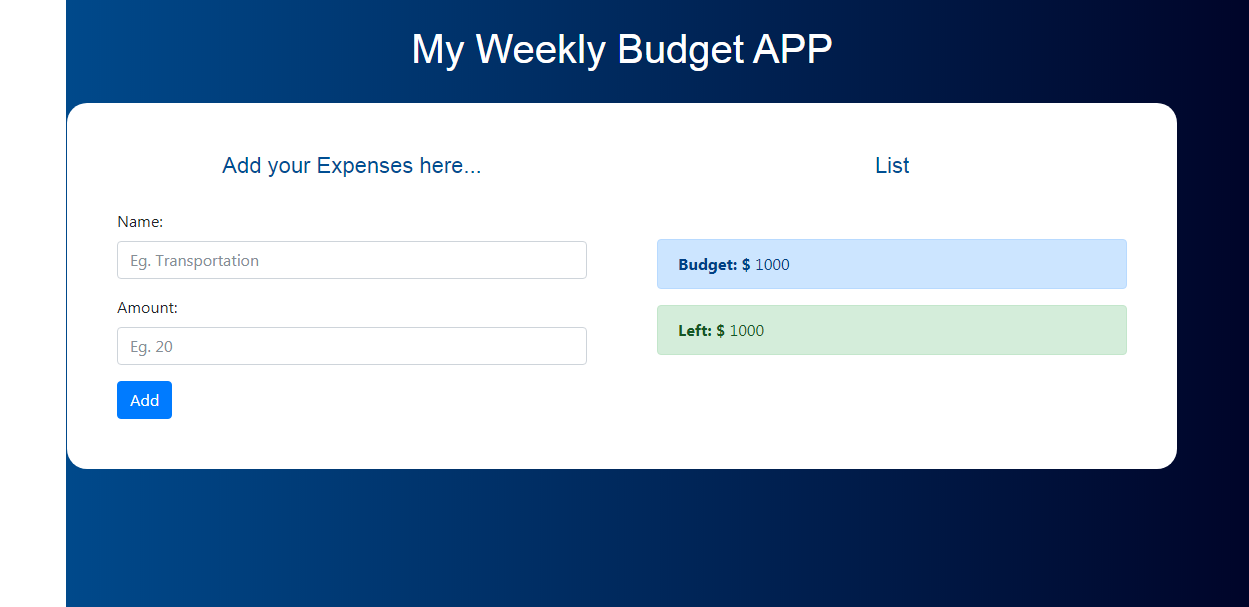 My Weekly Budget APP
Add your Expenses here...
Name:
Eg. Transportation
Amount:
Eg. 20
Add
List
Budget: $ 1000
Left: $ 1000